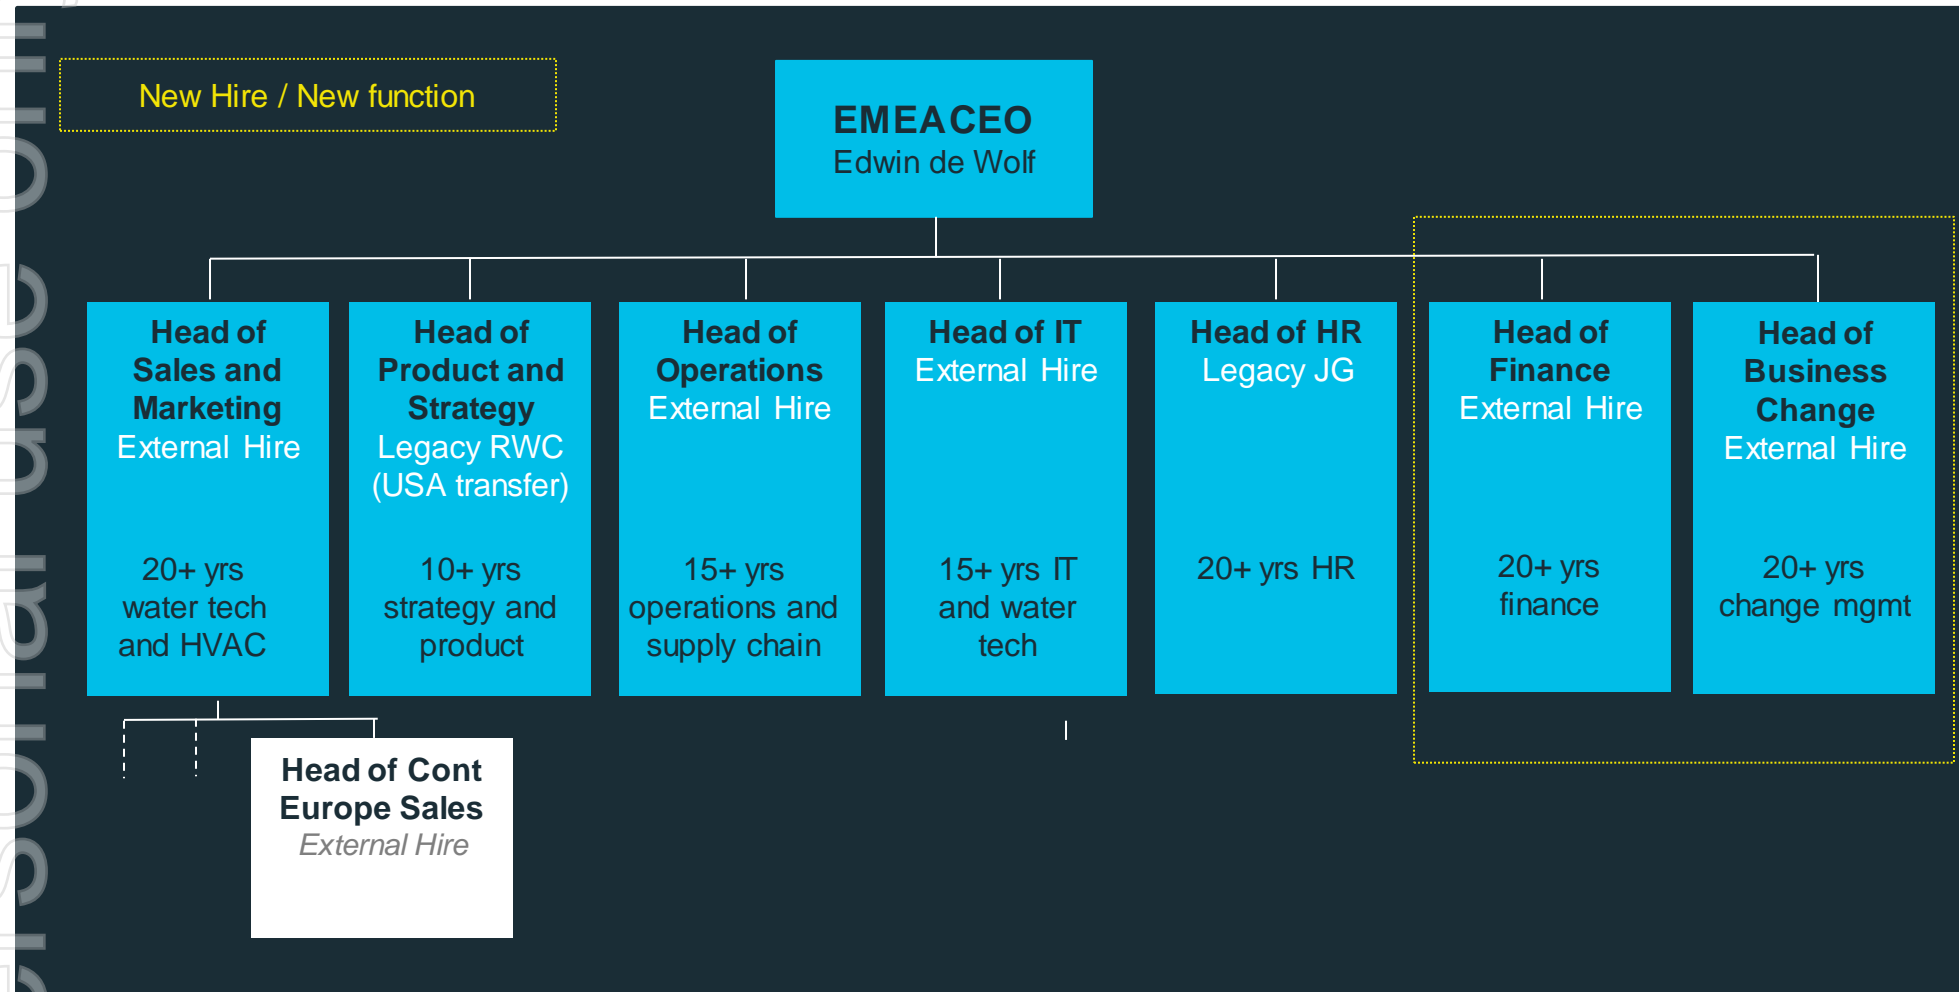 New Hire / New function
EMEA CEO
Edwin de Wolf
Head of
Sales and
Marketing
External Hire
20+ yrs
water tech
and HVAC
Head of
Product and
Strategy
Legacy RWC
(USA transfer)
10+ yrs
strategy and
product
Head of
Operations
External Hire
15+ yrs
operations and
supply chain
Head of IT
External Hire
15+ yrs IT
and water
tech
Head of HR
Legacy JG
20+ yrs HR
Head of
Finance
External Hire
20+ yrs
finance
Head of
Business
Change
External Hire
20+ yrs
change mgmt
Head of Cont
Europe Sales
External Hire
use